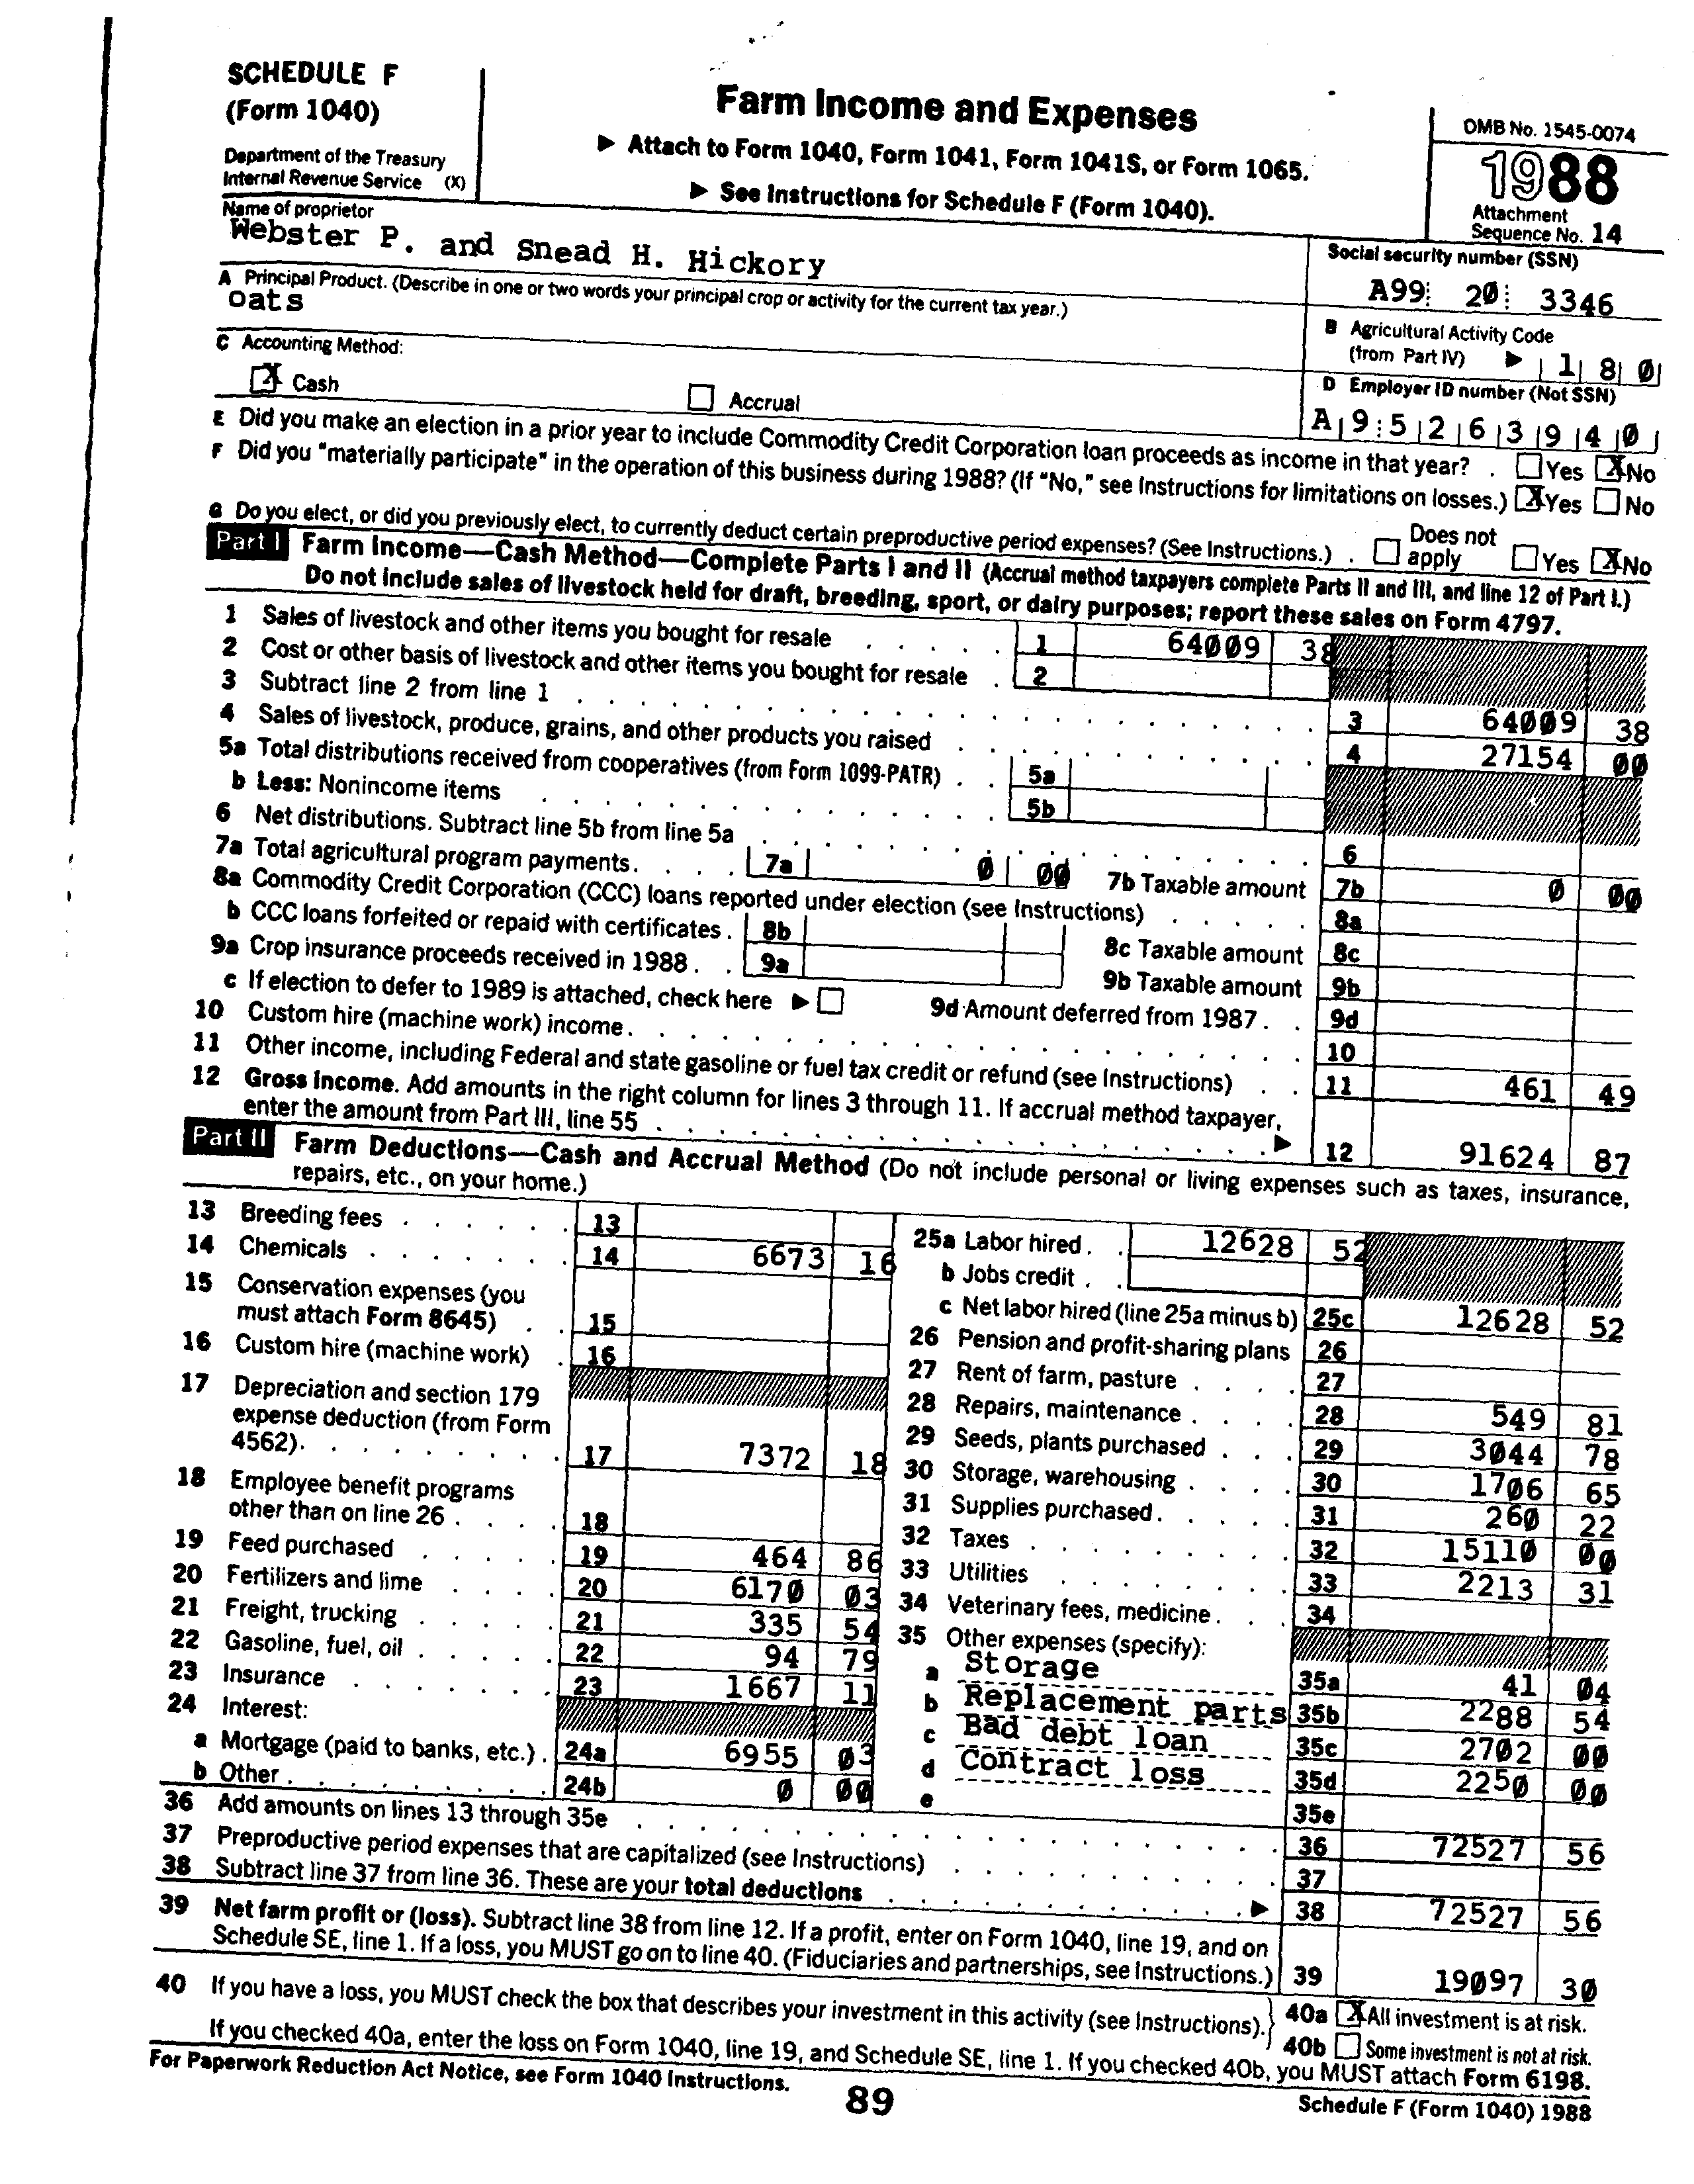 SCHEDULE F
(Form 1040)
Department of the Treasury
Internal Revenue Service (X)
Farm Income and Expenses
▶ Attach to Form 1040, Form 1041, Form 1041S, or Form 1065.
▶ See Instructions for Schedule F (Form 1040).
OMB No. 1545-0074
1988
Attachment
Sequence No. 14
Name of proprietor
Webster P. and Snead H. Hickory
Social security number (SSN)
A99 20 3346
A Principal Product. (Describe in one or two words your principal crop or activity for the current tax year.)
oats
B Agricultural Activity Code
(from Part IV) ▶ 1 8 0
C Accounting Method:
X Cash Accrual
D Employer ID number (Not SSN)
A 9 5 2 6 3 9 4 0
E Did you make an election in a prior year to include Commodity Credit Corporation loan proceeds as income in that year? . Yes X No
F Did you "materially participate" in the operation of this business during 1988? (If "No," see Instructions for limitations on losses.) X Yes No
G Do you elect, or did you previously elect, to currently deduct certain preproductive period expenses? (See Instructions.) . Does not apply Yes X No
Part I Farm Income—Cash Method—Complete Parts I and II (Accrual method taxpayers complete Parts II and III, and line 12 of Part I.)
Do not include sales of livestock held for draft, breeding, sport, or dairy purposes; report these sales on Form 4797.
1 Sales of livestock and other items you bought for resale 1 64009 38
2 Cost or other basis of livestock and other items you bought for resale 2
3 Subtract line 2 from line 1 3 64009 38
4 Sales of livestock, produce, grains, and other products you raised 4 27154 00
5a Total distributions received from cooperatives (from Form 1099-PATR) 5a
b Less: Nonincome items 5b
6 Net distributions. Subtract line 5b from line 5a 6
7a Total agricultural program payments 7a 0 00 7b Taxable amount 7b 0 00
8a Commodity Credit Corporation (CCC) loans reported under election (see Instructions) 8a
b CCC loans forfeited or repaid with certificates 8b 8c Taxable amount 8c
9a Crop insurance proceeds received in 1988 9a 9b Taxable amount 9b
c If election to defer to 1989 is attached, check here ▶ 9d Amount deferred from 1987 9d
10 Custom hire (machine work) income 10
11 Other income, including Federal and state gasoline or fuel tax credit or refund (see Instructions) 11 461 49
12 Gross Income. Add amounts in the right column for lines 3 through 11. If accrual method taxpayer,
enter the amount from Part III, line 55 ▶ 12 91624 87
Part II Farm Deductions—Cash and Accrual Method (Do not include personal or living expenses such as taxes, insurance,
repairs, etc., on your home.)
13 Breeding fees 13
14 Chemicals 14 6673 16
15 Conservation expenses (you
must attach Form 8645) 15
16 Custom hire (machine work) 16
17 Depreciation and section 179
expense deduction (from Form
4562) 17 7372 18
18 Employee benefit programs
other than on line 26 18
19 Feed purchased 19 464 86
20 Fertilizers and lime 20 6170 03
21 Freight, trucking 21 335 54
22 Gasoline, fuel, oil 22 94 79
23 Insurance 23 1667 11
24 Interest:
a Mortgage (paid to banks, etc.) 24a 6955 03
b Other 24b 0 00
25a Labor hired 12628 52
b Jobs credit
c Net labor hired (line 25a minus b) 25c 12628 52
26 Pension and profit-sharing plans 26
27 Rent of farm, pasture 27
28 Repairs, maintenance 28 549 81
29 Seeds, plants purchased 29 3044 78
30 Storage, warehousing 30 1706 65
31 Supplies purchased 31 260 22
32 Taxes 32 15110 00
33 Utilities 33 2213 31
34 Veterinary fees, medicine 34
35 Other expenses (specify):
a Storage 35a 41 04
b Replacement parts 35b 2288 54
c Bad debt loan 35c 2702 00
d Contract loss 35d 2250 00
e 35e
36 Add amounts on lines 13 through 35e 36 72527 56
37 Preproductive period expenses that are capitalized (see Instructions) 37
38 Subtract line 37 from line 36. These are your total deductions ▶ 38 72527 56
39 Net farm profit or (loss). Subtract line 38 from line 12. If a profit, enter on Form 1040, line 19, and on
Schedule SE, line 1. If a loss, you MUST go on to line 40. (Fiduciaries and partnerships, see Instructions.) 39 19097 30
40 If you have a loss, you MUST check the box that describes your investment in this activity (see Instructions). 40a X All investment is at risk.
40b Some investment is not at risk.
If you checked 40a, enter the loss on Form 1040, line 19, and Schedule SE, line 1. If you checked 40b, you MUST attach Form 6198.
For Paperwork Reduction Act Notice, see Form 1040 Instructions.
89
Schedule F (Form 1040) 1988